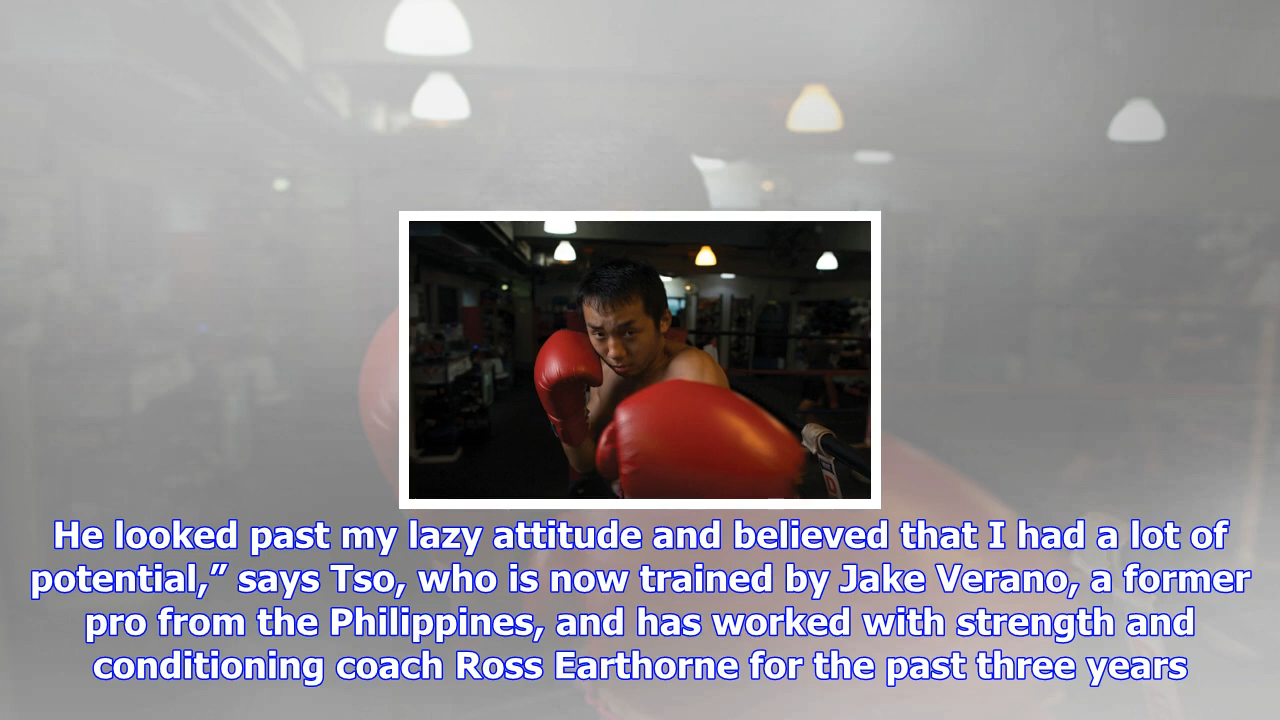 He looked past my lazy attitude and believed that I had a lot of
potential,” says Tso, who is now trained by Jake Verano, a former
pro from the Philippines, and has worked with strength and
conditioning coach Ross Earthorne for the past three years